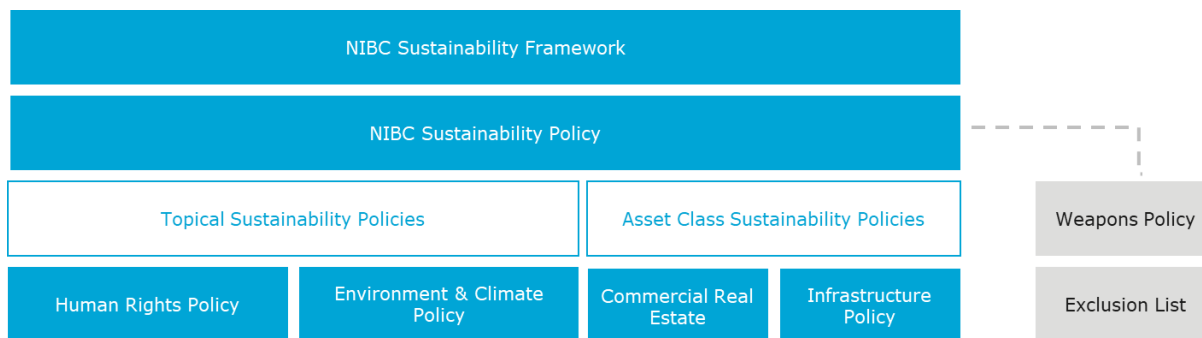 NIBC Sustainability Framework
NIBC Sustainability Policy
Topical Sustainability Policies
Asset Class Sustainability Policies
Weapons Policy
Human Rights Policy
Environment & Climate
Policy
Commercial Real
Estate
Infrastructure
Policy
Exclusion List